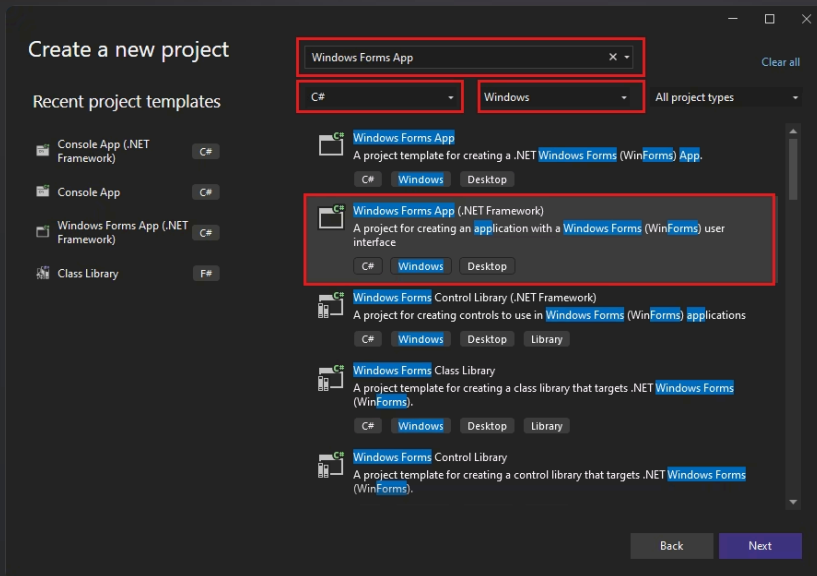 Create a new project
Recent project templates
Console App (.NET
Framework)
C#
Console App
C#
Windows Forms App (.NET
Framework)
C#
Class Library
F#
Windows Forms App
Clear all
C#
Windows
All project types
Windows Forms App
A project template for creating a .NET Windows Forms (WinForms) App.
C# Windows Desktop
Windows Forms App (.NET Framework)
A project for creating an application with a Windows Forms (WinForms) user
interface
C# Windows Desktop
Windows Forms Control Library (.NET Framework)
A project for creating controls to use in Windows Forms (WinForms) applications
C# Windows Desktop Library
Windows Forms Class Library
A project template for creating a class library that targets .NET Windows Forms
(WinForms).
C# Windows Desktop Library
Windows Forms Control Library
A project template for creating a control library that targets .NET Windows Forms
(WinForms).
Back
Next